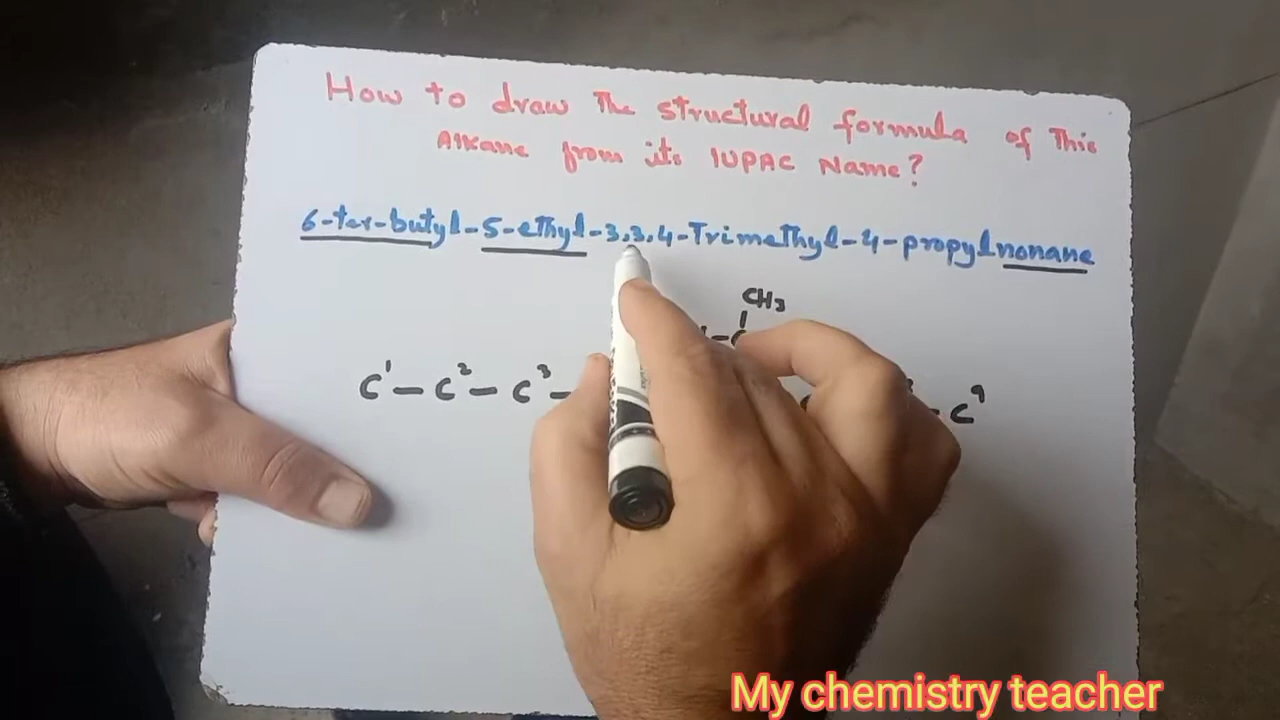 How to draw The structural formula of This
Alkane from its IUPAC Name?
6-ter-butyl-5-ethyl-3,3,4-Trimethyl-4-propylnonane
CH3
C1-C2-C3- -C9
My chemistry teacher